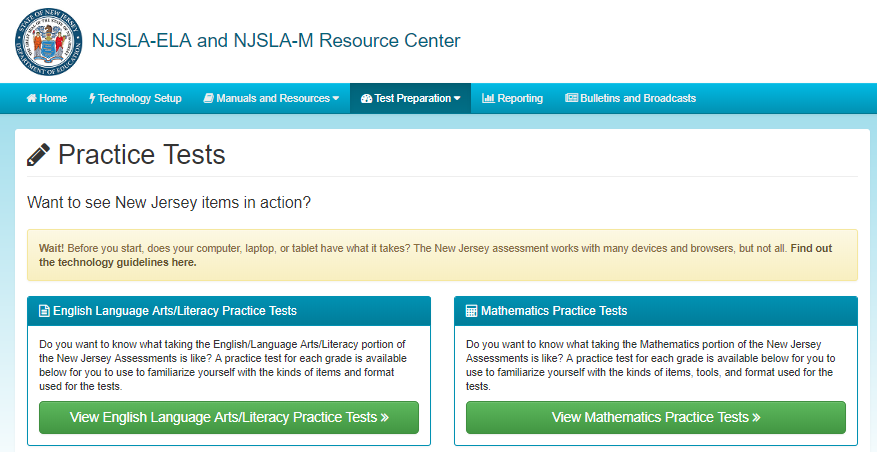 STATE OF NEW JERSEY
DEPARTMENT OF EDUCATION
NJSLA-ELA and NJSLA-M Resource Center
Home Technology Setup Manuals and Resources Test Preparation Reporting Bulletins and Broadcasts
Practice Tests
Want to see New Jersey items in action?
Wait! Before you start, does your computer, laptop, or tablet have what it takes? The New Jersey assessment works with many devices and browsers, but not all. Find out
the technology guidelines here.
English Language Arts/Literacy Practice Tests
Do you want to know what taking the English/Language Arts/Literacy portion of
the New Jersey Assessments is like? A practice test for each grade is available
below for you to use to familiarize yourself with the kinds of items and format
used for the tests.
View English Language Arts/Literacy Practice Tests »
Mathematics Practice Tests
Do you want to know what taking the Mathematics portion of the New Jersey
Assessments is like? A practice test for each grade is available below for you to
use to familiarize yourself with the kinds of items, tools, and format used for the
tests.
View Mathematics Practice Tests »